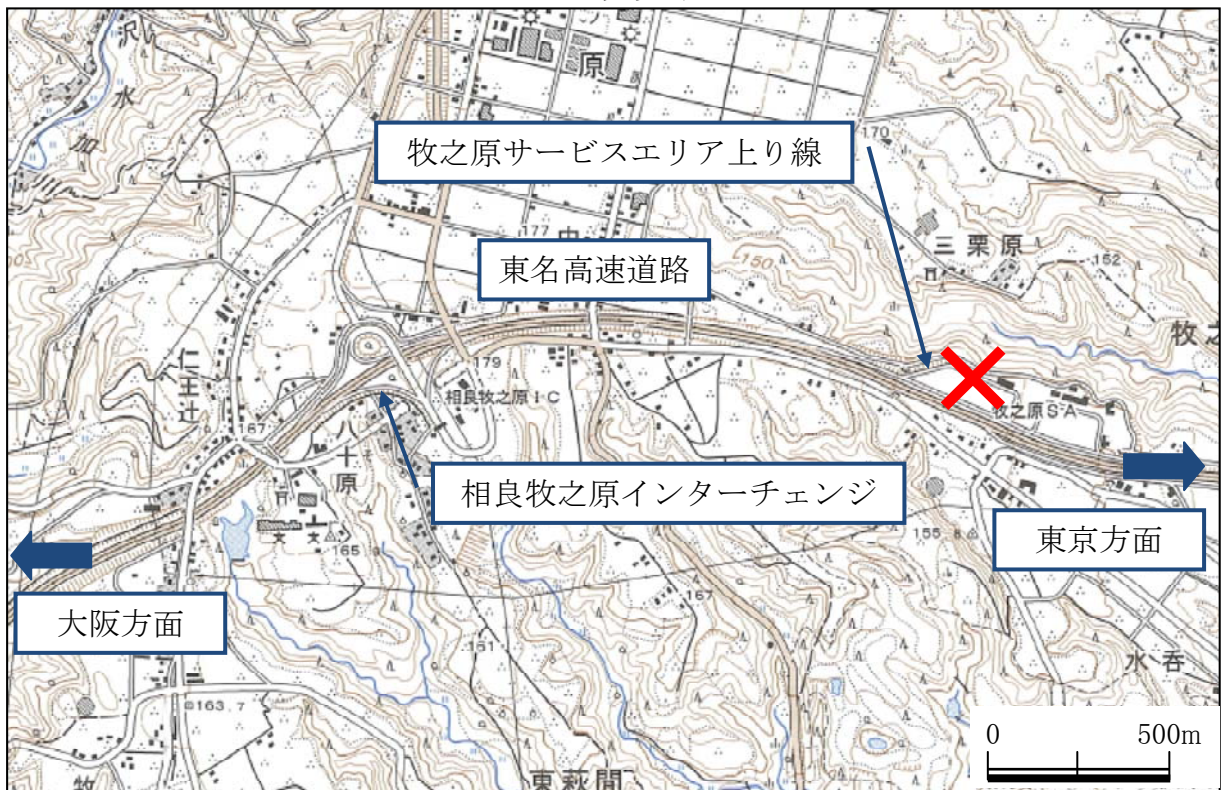 原
牧之原サービスエリア上り線
170
沢
水
加
177
中
東名高速道路
150
三栗原
162
牧之
179
仁王辻
相良牧之原IC
牧之原SA
167
八十原
相良牧之原インターチェンジ
165
155
東京方面
大阪方面
167
161
水呑
163.7
0 500m
牧
東萩間